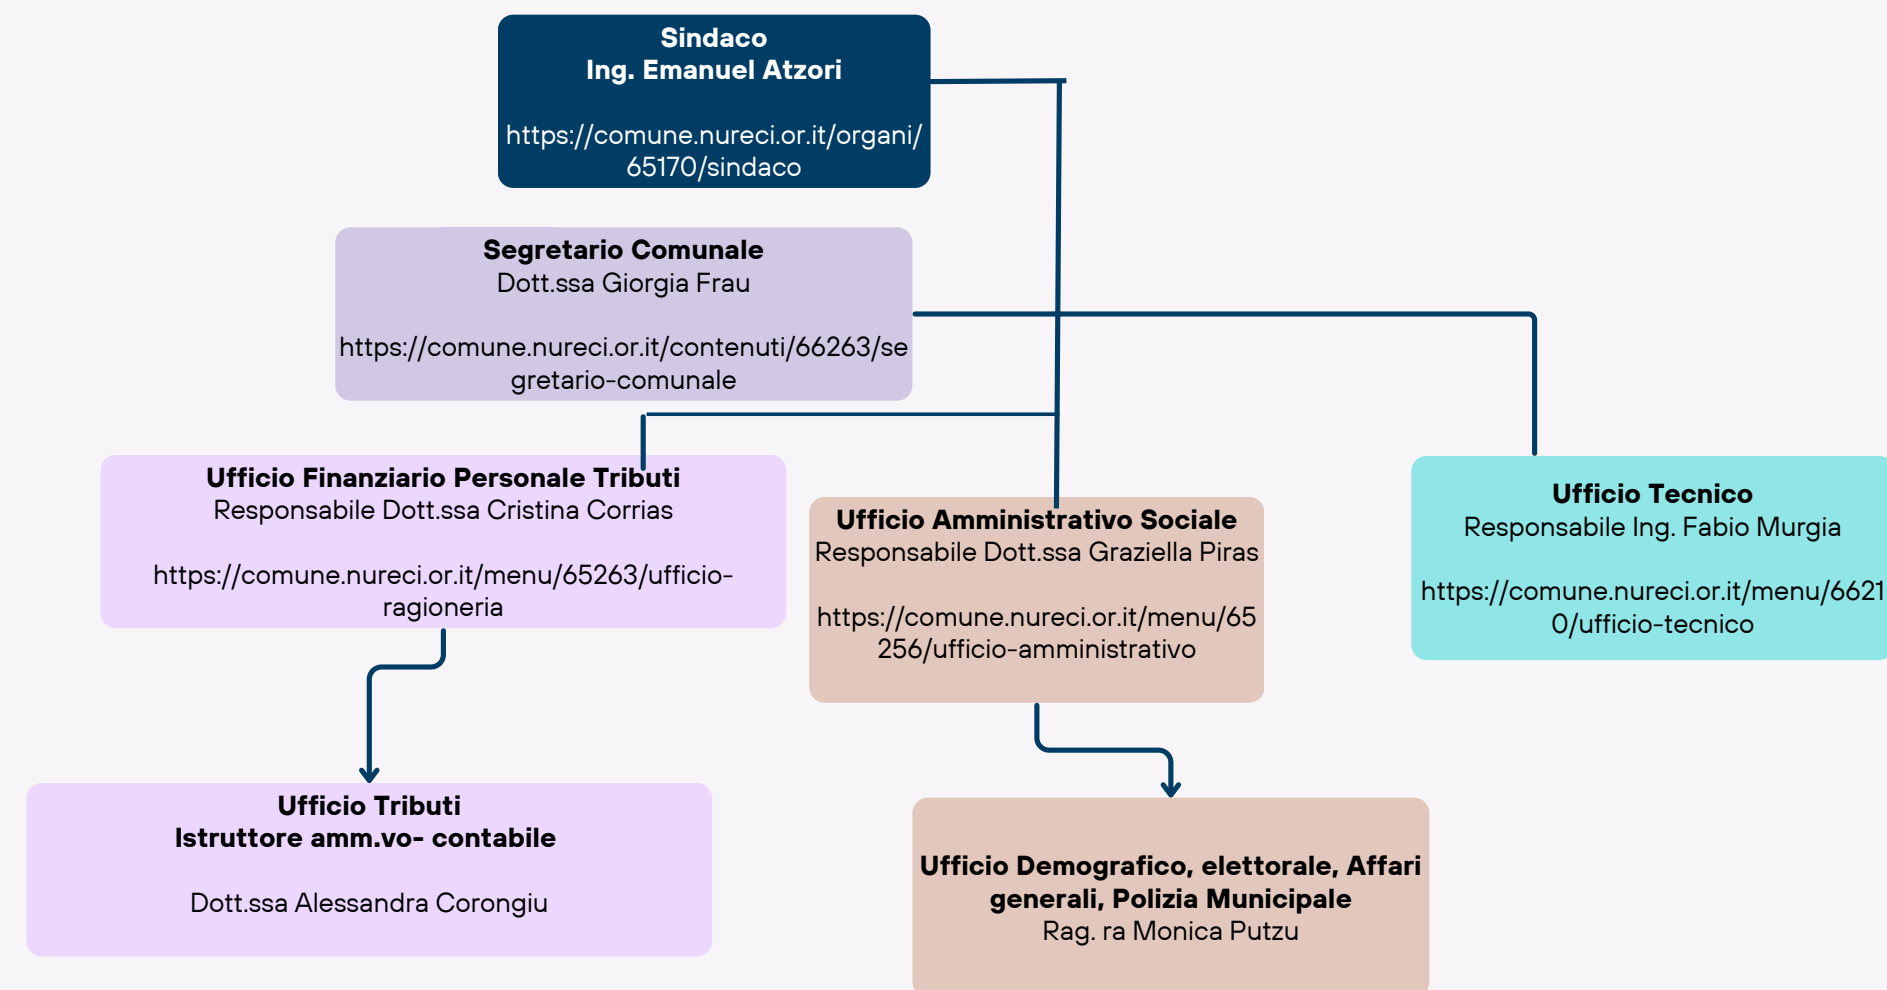 Sindaco
Ing. Emanuel Atzori
https://comune.nureci.or.it/organi/
65170/sindaco
Segretario Comunale
Dott.ssa Giorgia Frau
https://comune.nureci.or.it/contenuti/66263/se
gretario-comunale
Ufficio Finanziario Personale Tributi
Responsabile Dott.ssa Cristina Corrias
https://comune.nureci.or.it/menu/65263/ufficio-
ragioneria
Ufficio Amministrativo Sociale
Responsabile Dott.ssa Graziella Piras
https://comune.nureci.or.it/menu/65
256/ufficio-amministrativo
Ufficio Tecnico
Responsabile Ing. Fabio Murgia
https://comune.nureci.or.it/menu/6621
0/ufficio-tecnico
Ufficio Tributi
Istruttore amm.vo- contabile
Dott.ssa Alessandra Corongiu
Ufficio Demografico, elettorale, Affari
generali, Polizia Municipale
Rag. ra Monica Putzu